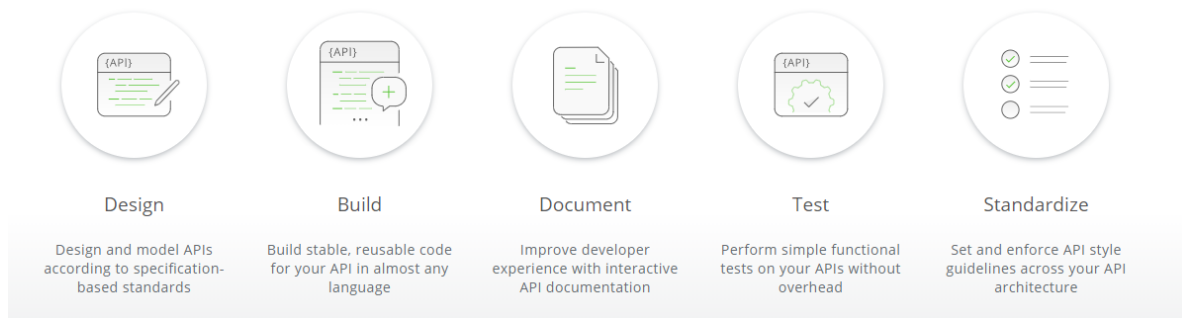 {API}
{API}
{API}
Design
Build
Document
Test
Standardize
Design and model APIs
according to specification-
based standards
Build stable, reusable code
for your API in almost any
language
Improve developer
experience with interactive
API documentation
Perform simple functional
tests on your APIs without
overhead
Set and enforce API style
guidelines across your API
architecture